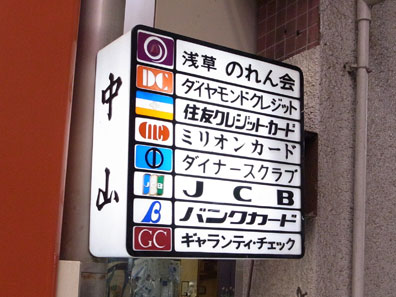 中山
浅草 のれん会
DC ダイヤモンドクレジット
住友クレジットカード
ミリオンカード
ダイナースクラブ
JCB JCB
バンクカード
GC ギャランティ・チェック